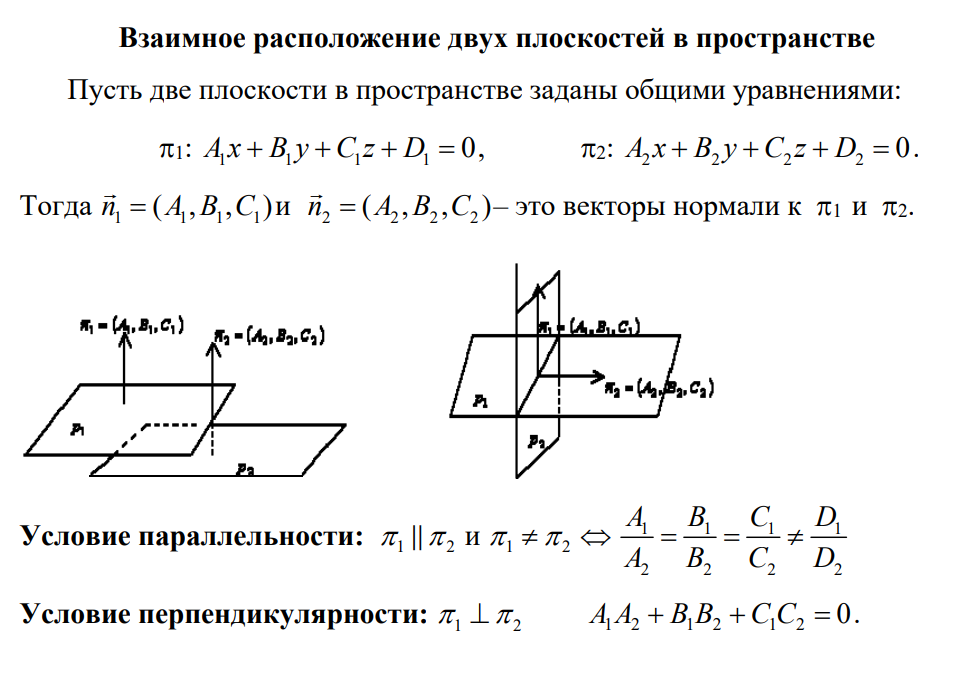 Взаимное расположение двух плоскостей в пространстве
Пусть две плоскости в пространстве заданы общими уравнениями:
π1: A₁x + B₁y + C₁z + D₁ = 0, π2: A₂x + B₂y + C₂z + D₂ = 0.
Тогда n⃗₁ = (A₁, B₁, C₁) и n⃗₂ = (A₂, B₂, C₂) – это векторы нормали к π1 и π2.
π₁ = (A₁, B₁, C₁)
π₂ = (A₂, B₂, C₂)
P₁
P₂
π₁ = (A₁, B₁, C₁)
π₂ = (A₂, B₂, C₂)
P₁
P₂
Условие параллельности: π₁ || π₂ и π₁ ≠ π₂ ⇔ A₁/A₂ = B₁/B₂ = C₁/C₂ ≠ D₁/D₂
Условие перпендикулярности: π₁ ⊥ π₂ A₁A₂ + B₁B₂ + C₁C₂ = 0.